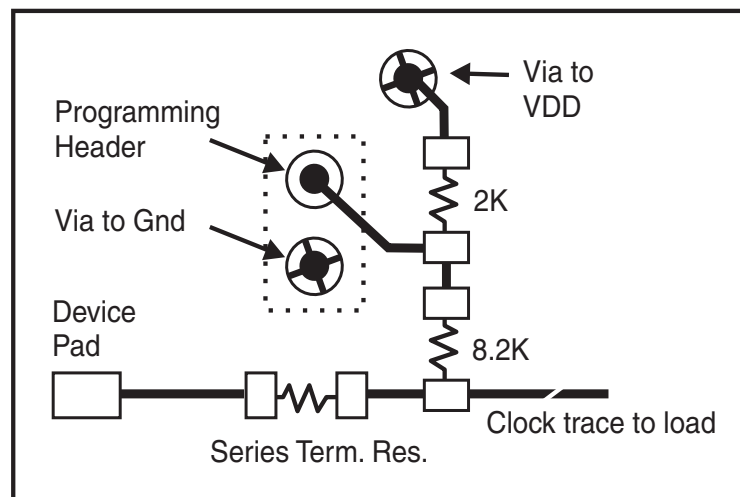 Via to
VDD
Programming
Header
2K
Via to Gnd
Device
Pad
8.2K
Clock trace to load
Series Term. Res.